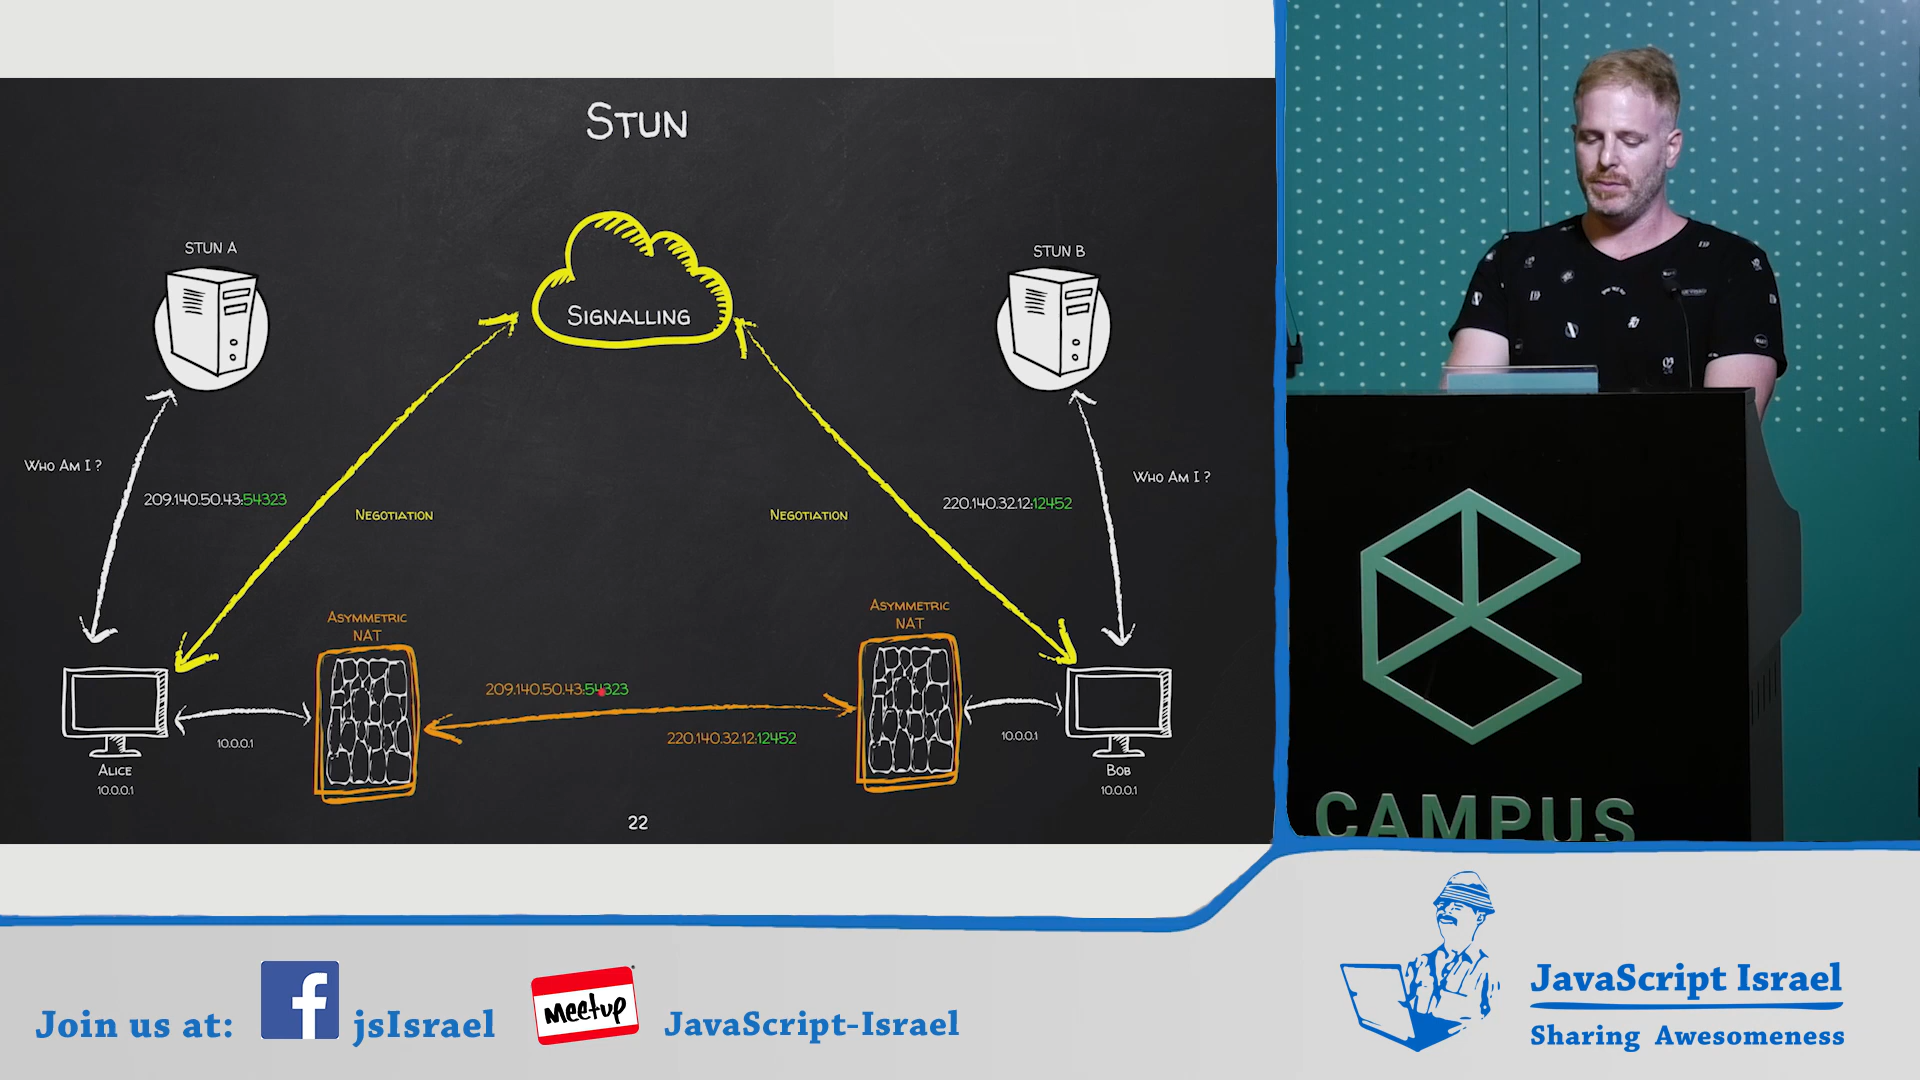 STUN
STUN A
STUN B
SIGNALLING
WHO AM I ?
WHO AM I ?
209.140.50.43:54323
220.140.32.12:12452
NEGOTIATION
NEGOTIATION
ASYMMETRIC
NAT
ASYMMETRIC
NAT
209.140.50.43:54323
220.140.32.12:12452
10.0.0.1
10.0.0.1
ALICE
10.0.0.1
BOB
10.0.0.1
22
CAMPUS
Join us at:
f
jsIsrael
Meetup
JavaScript-Israel
JavaScript Israel
Sharing Awesomeness